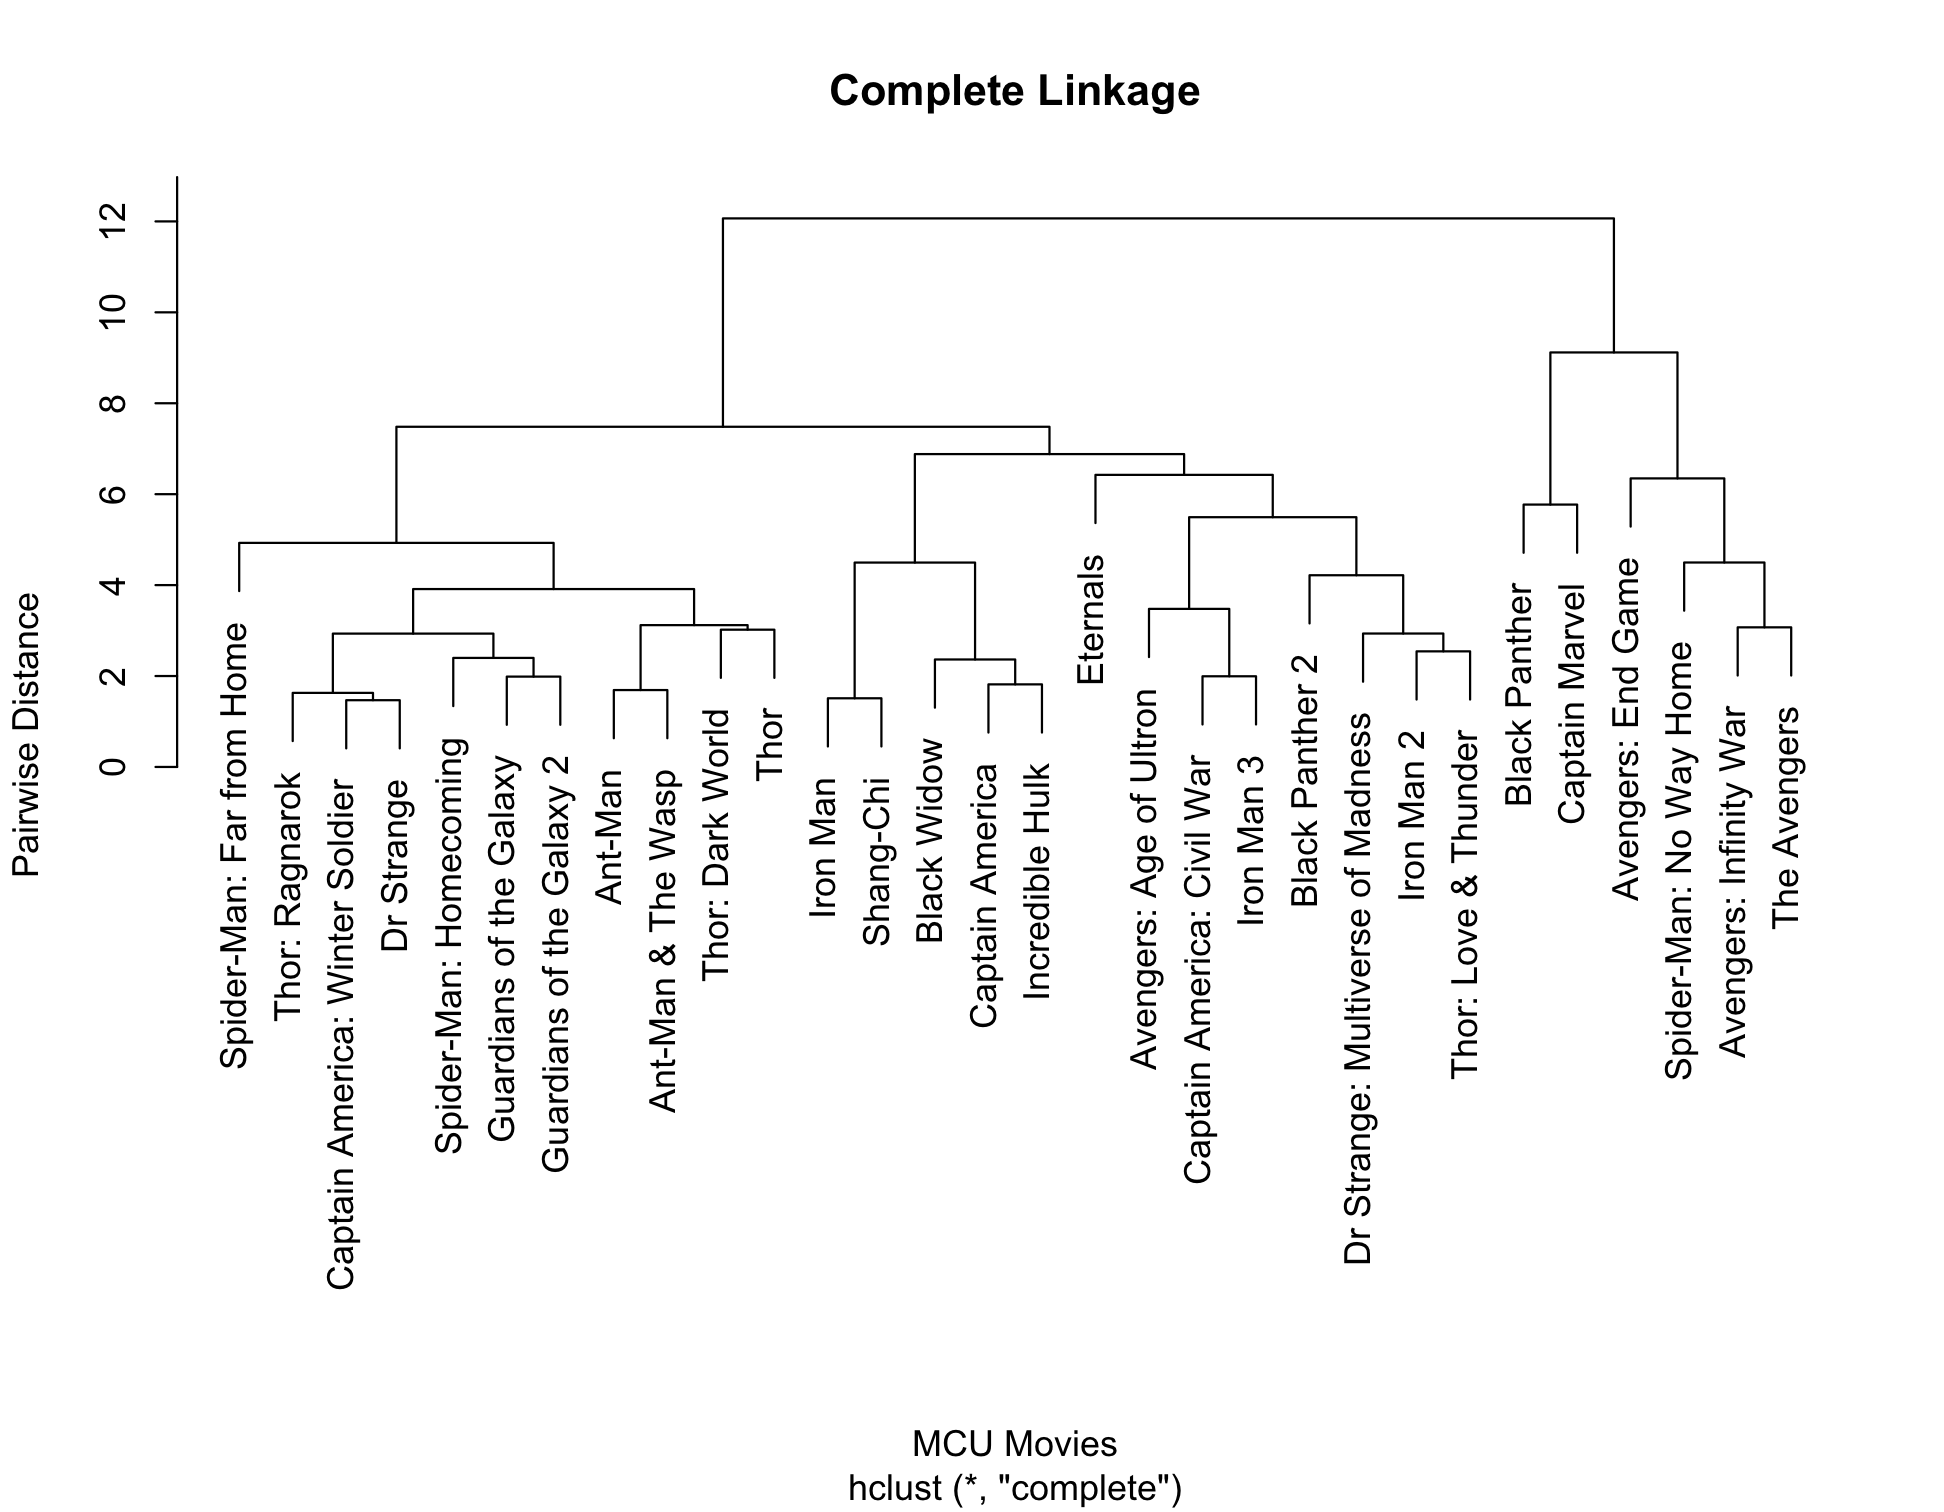 Complete Linkage
Pairwise Distance
12
10
8
6
4
2
0
Spider-Man: Far from Home
Thor: Ragnarok
Captain America: Winter Soldier
Dr Strange
Spider-Man: Homecoming
Guardians of the Galaxy
Guardians of the Galaxy 2
Ant-Man
Ant-Man & The Wasp
Thor: Dark World
Thor
Iron Man
Shang-Chi
Black Widow
Captain America
Incredible Hulk
Eternals
Avengers: Age of Ultron
Captain America: Civil War
Iron Man 3
Black Panther 2
Dr Strange: Multiverse of Madness
Iron Man 2
Thor: Love & Thunder
Black Panther
Captain Marvel
Avengers: End Game
Spider-Man: No Way Home
Avengers: Infinity War
The Avengers
MCU Movies
hclust (*, "complete")